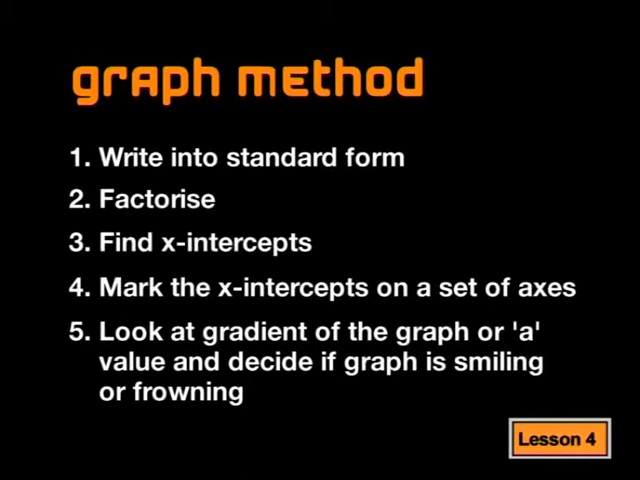 graph method
1. Write into standard form
2. Factorise
3. Find x-intercepts
4. Mark the x-intercepts on a set of axes
5. Look at gradient of the graph or 'a'
value and decide if graph is smiling
or frowning
Lesson 4